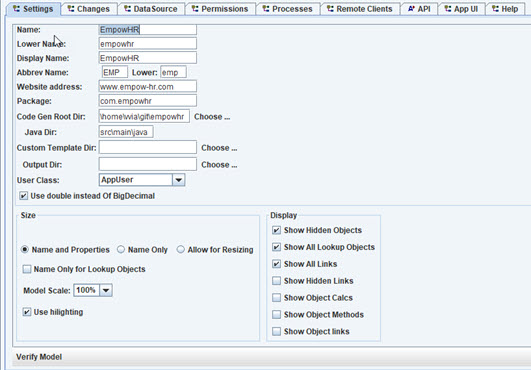 Settings Changes DataSource Permissions Processes Remote Clients API App UI Help
Name: EmpowHR
Lower Name: empowhr
Display Name: EmpowHR
Abbrev Name: EMP Lower: emp
Website address: www.empow-hr.com
Package: com.empowhr
Code Gen Root Dir: \home\vvia\git\empowhr Choose ...
Java Dir: src\main\java
Custom Template Dir: Choose ...
Output Dir: Choose ...
User Class: AppUser
Use double instead Of BigDecimal
Size
Name and Properties Name Only Allow for Resizing
Name Only for Lookup Objects
Model Scale: 100%
Use hilighting
Display
Show Hidden Objects
Show All Lookup Objects
Show All Links
Show Hidden Links
Show Object Calcs
Show Object Methods
Show Object links
Verify Model